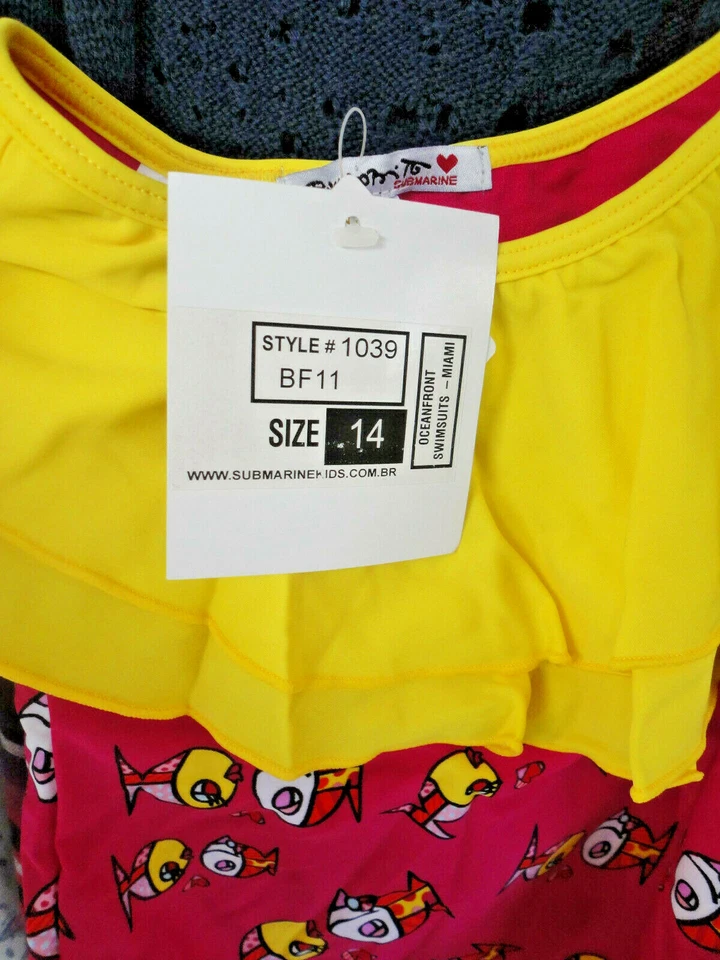 SUBMARINE
STYLE # 1039
BF11
SIZE 14
OCEANFRONT
SWIMSUITS – MIAMI
WWW.SUBMARINEKIDS.COM.BR